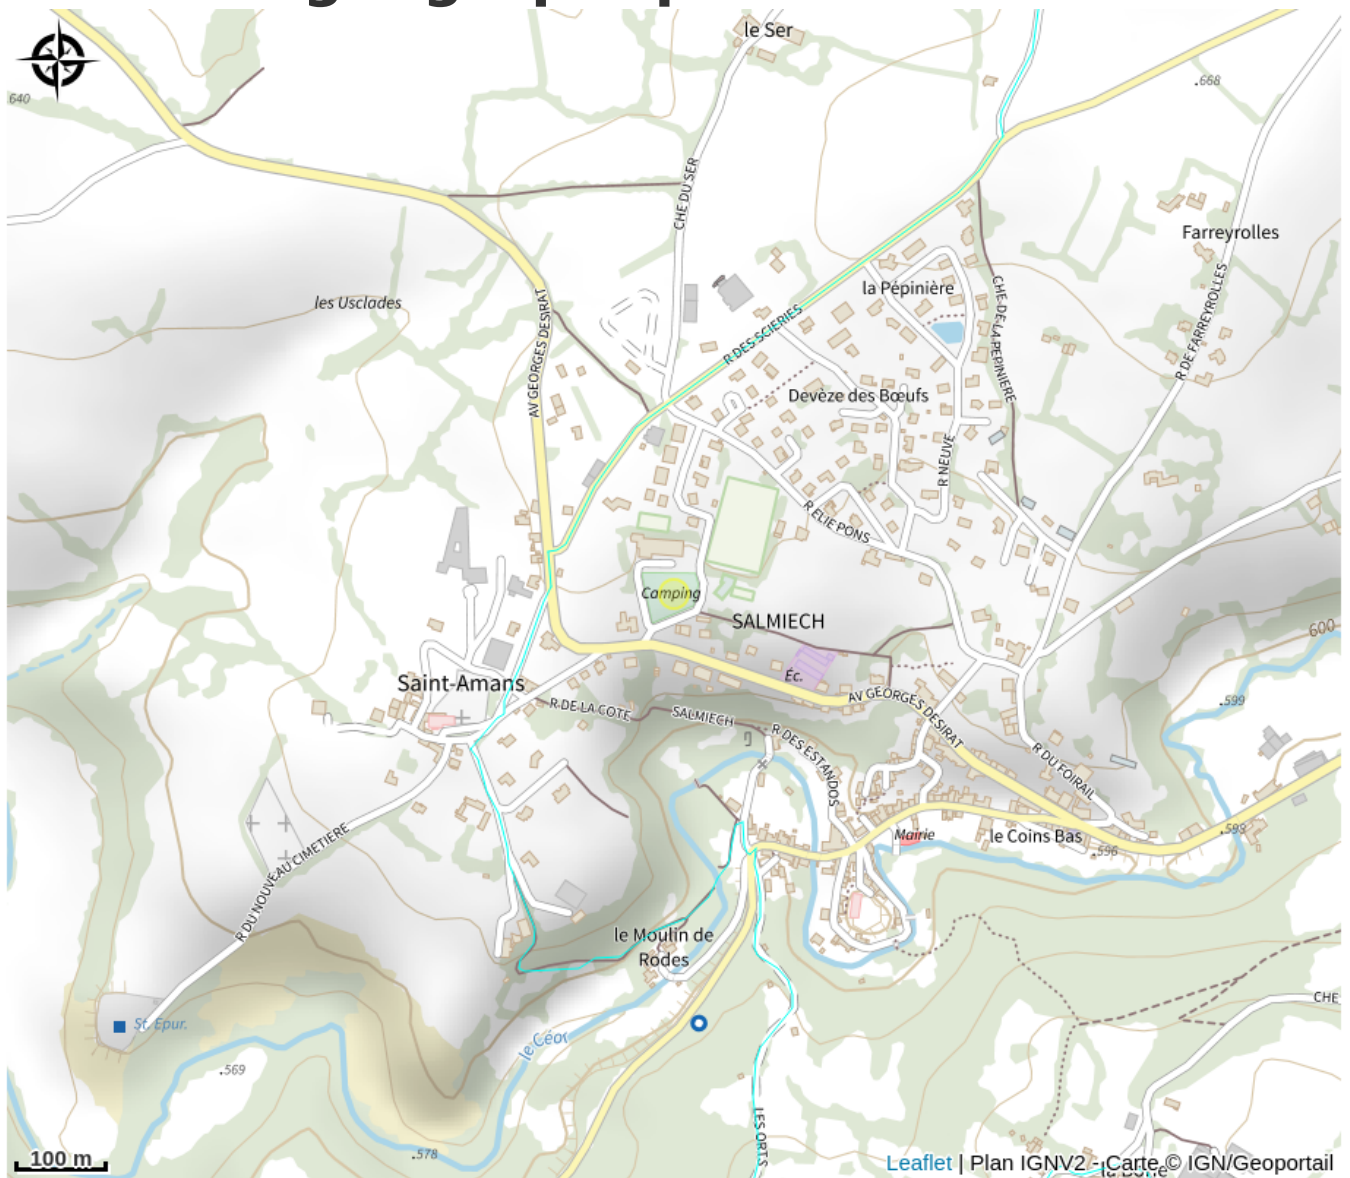 le Ser
640
.668
CHE DU SER
Farreyrolles
les Usclades
la Pépinière
CHE DE LA PEPINIERE
R DE FARREYROLLES
AV GEORGES DESIRAT
R DES SCIERIES
Devèze des Bœufs
R NEUVE
R ELIE PONS
Camping
SALMIECH
600
Éc.
Saint-Amans
.599
R DE LA COTE
SALMIECH
AV GEORGES DESIRAT
R DES ESTANDOS
R DU FOIRAIL
Mairie
le Coins Bas
.596
.599
R DU NOUVEAU CIMETIERE
le Moulin de
Rodes
CHE
St. Epur.
le Céor
.569
.578
LES ORTS
100 m
Leaflet | Plan IGNV2 - Carte © IGN/Geoportail